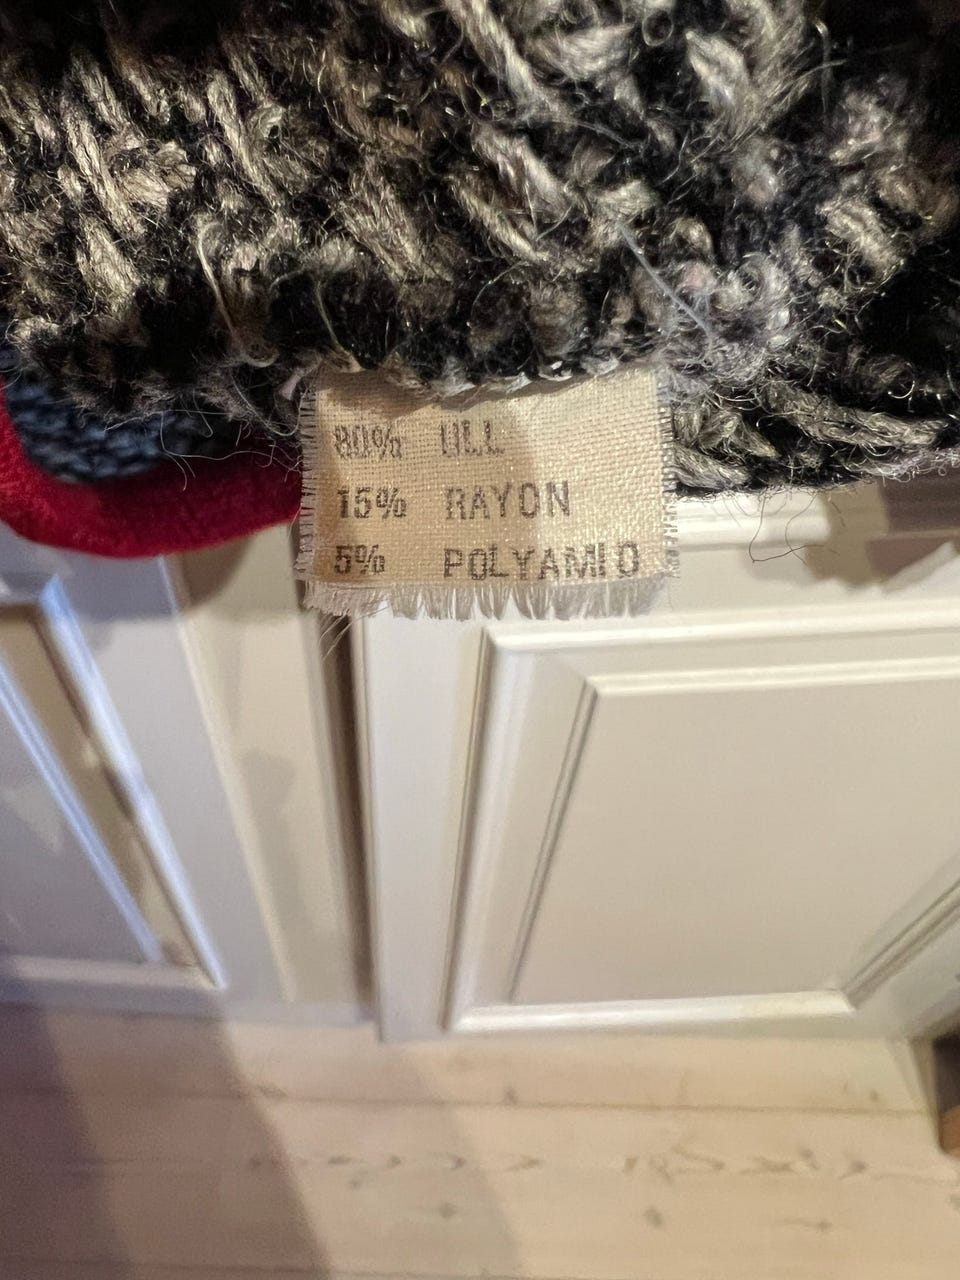 80% ULL
15% RAYON
5% POLYAMID